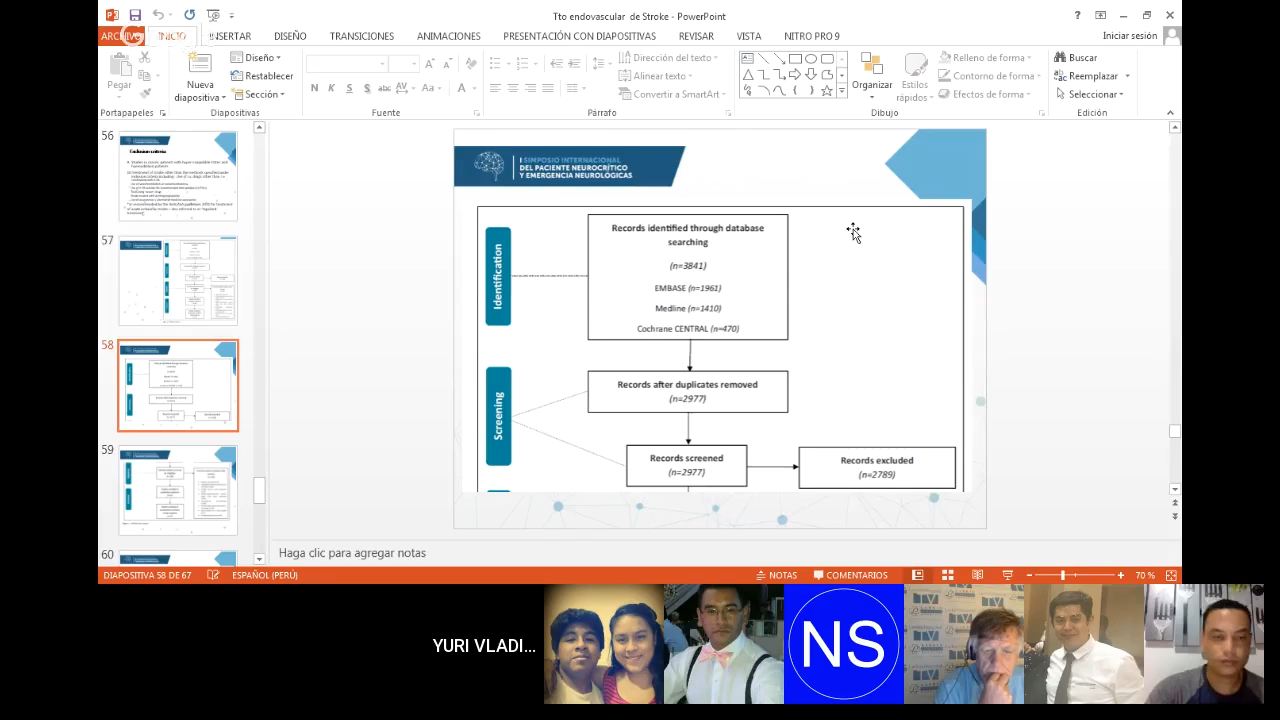 Tto endovascular del Stroke - PowerPoint
Iniciar sesión
ARCHIVO INICIO INSERTAR DISEÑO TRANSICIONES ANIMACIONES PRESENTACIÓN CON DIAPOSITIVAS REVISAR VISTA NITRO PRO 9
Pegar
Portapapeles
Nueva
diapositiva
Diseño
Restablecer
Sección
Diapositivas
N K S S abc AV Aa A
Fuente
Dirección del texto
Alinear texto
Convertir a SmartArt
Párrafo
Organizar
Estilos
rápidos
Relleno de forma
Contorno de forma
Efectos de forma
Dibujo
Buscar
Reemplazar
Seleccionar
Edición
56
57
58
59
60
I SIMPOSIO INTERNACIONAL
DEL PACIENTE NEUROCRÍTICO
Y EMERGENCIA NEUROLÓGICAS
Identification
Records identified through database
searching
(n=3841)
EMBASE (n=1961)
Medline (n=1410)
Cochrane CENTRAL (n=470)
Screening
Records after duplicates removed
(n=2977)
Records screened
(n=2977)
Records excluded
(n=2789)
Haga clic para agregar notas
DIAPOSITIVA 58 DE 67 ESPAÑOL (PERÚ) NOTAS COMENTARIOS 70 %
YURI VLADI...
NS